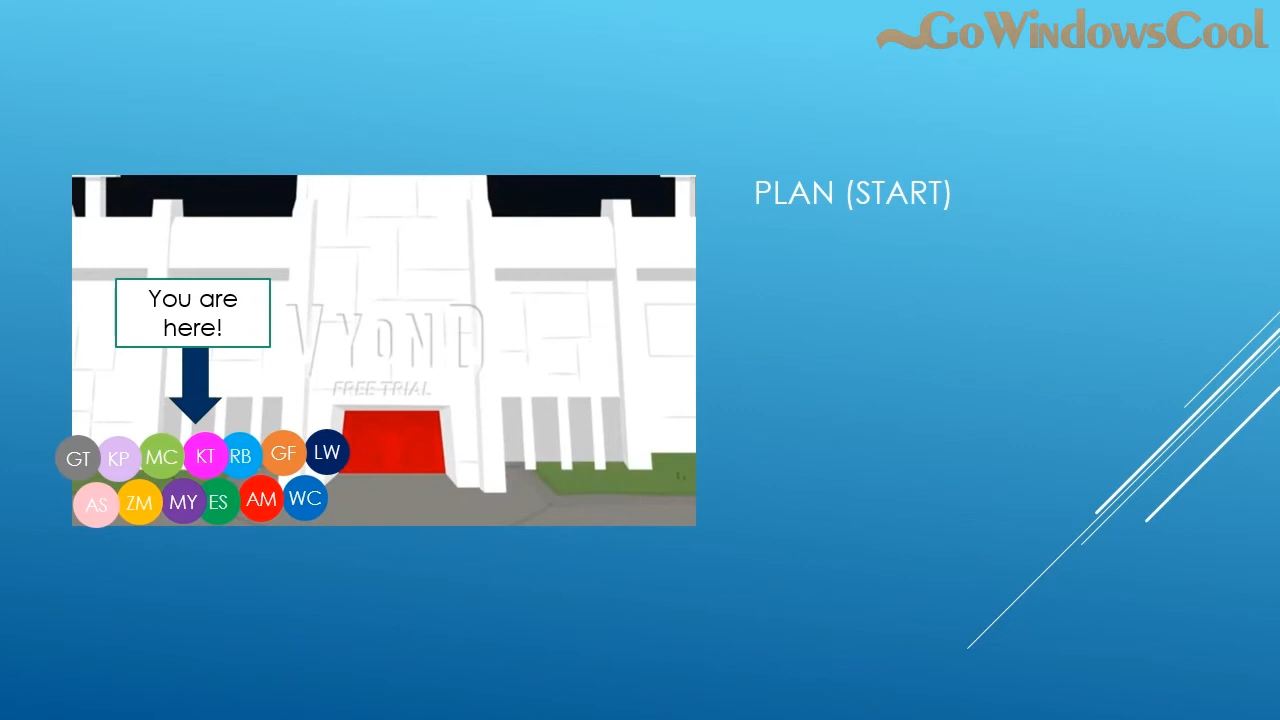 GoWindowsCool
PLAN (START)
You are
here!
VYOND
FREE TRIAL
GT KP MC KT RB GF LW
AS ZM MY ES AM WC